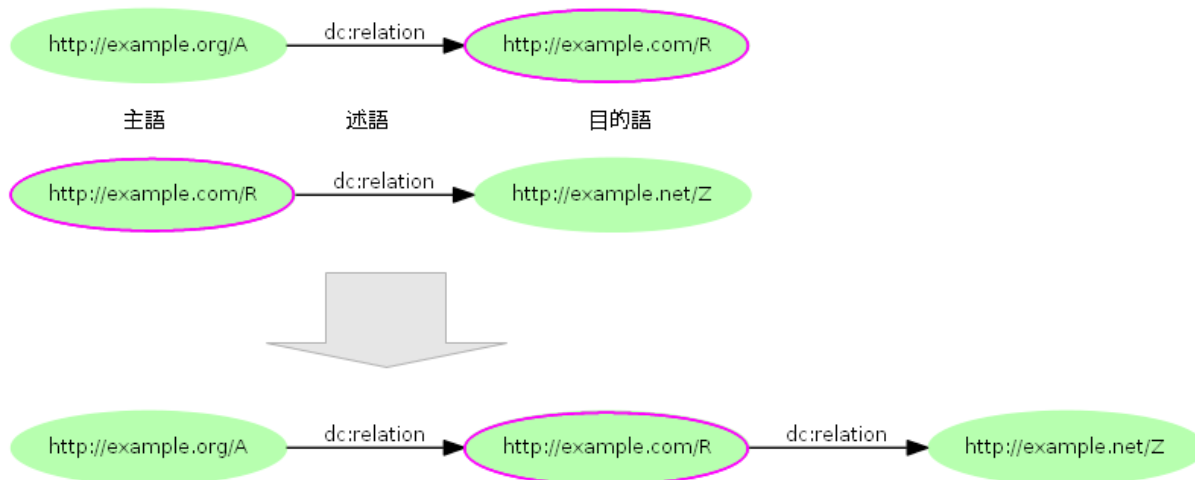 http://example.org/A dc:relation http://example.com/R
主語 述語 目的語
http://example.com/R dc:relation http://example.net/Z
http://example.org/A dc:relation http://example.com/R dc:relation http://example.net/Z